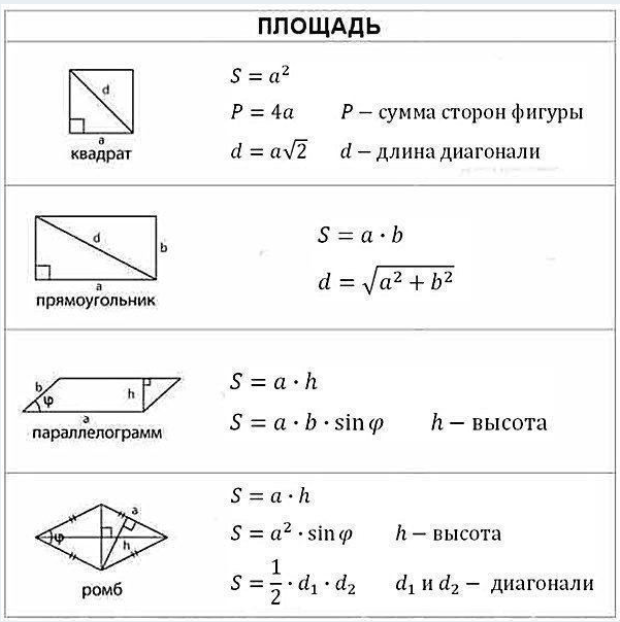 ПЛОЩАДЬ
d
a
квадрат
S = a²
P = 4a P – сумма сторон фигуры
d = a√2 d – длина диагонали
d
b
a
прямоугольник
S = a · b
d = √(a² + b²)
b
φ
h
a
параллелограмм
S = a · h
S = a · b · sin φ h – высота
a
φ
h
ромб
S = a · h
S = a² · sin φ h – высота
S = 1/2 · d₁ · d₂ d₁ и d₂ – диагонали